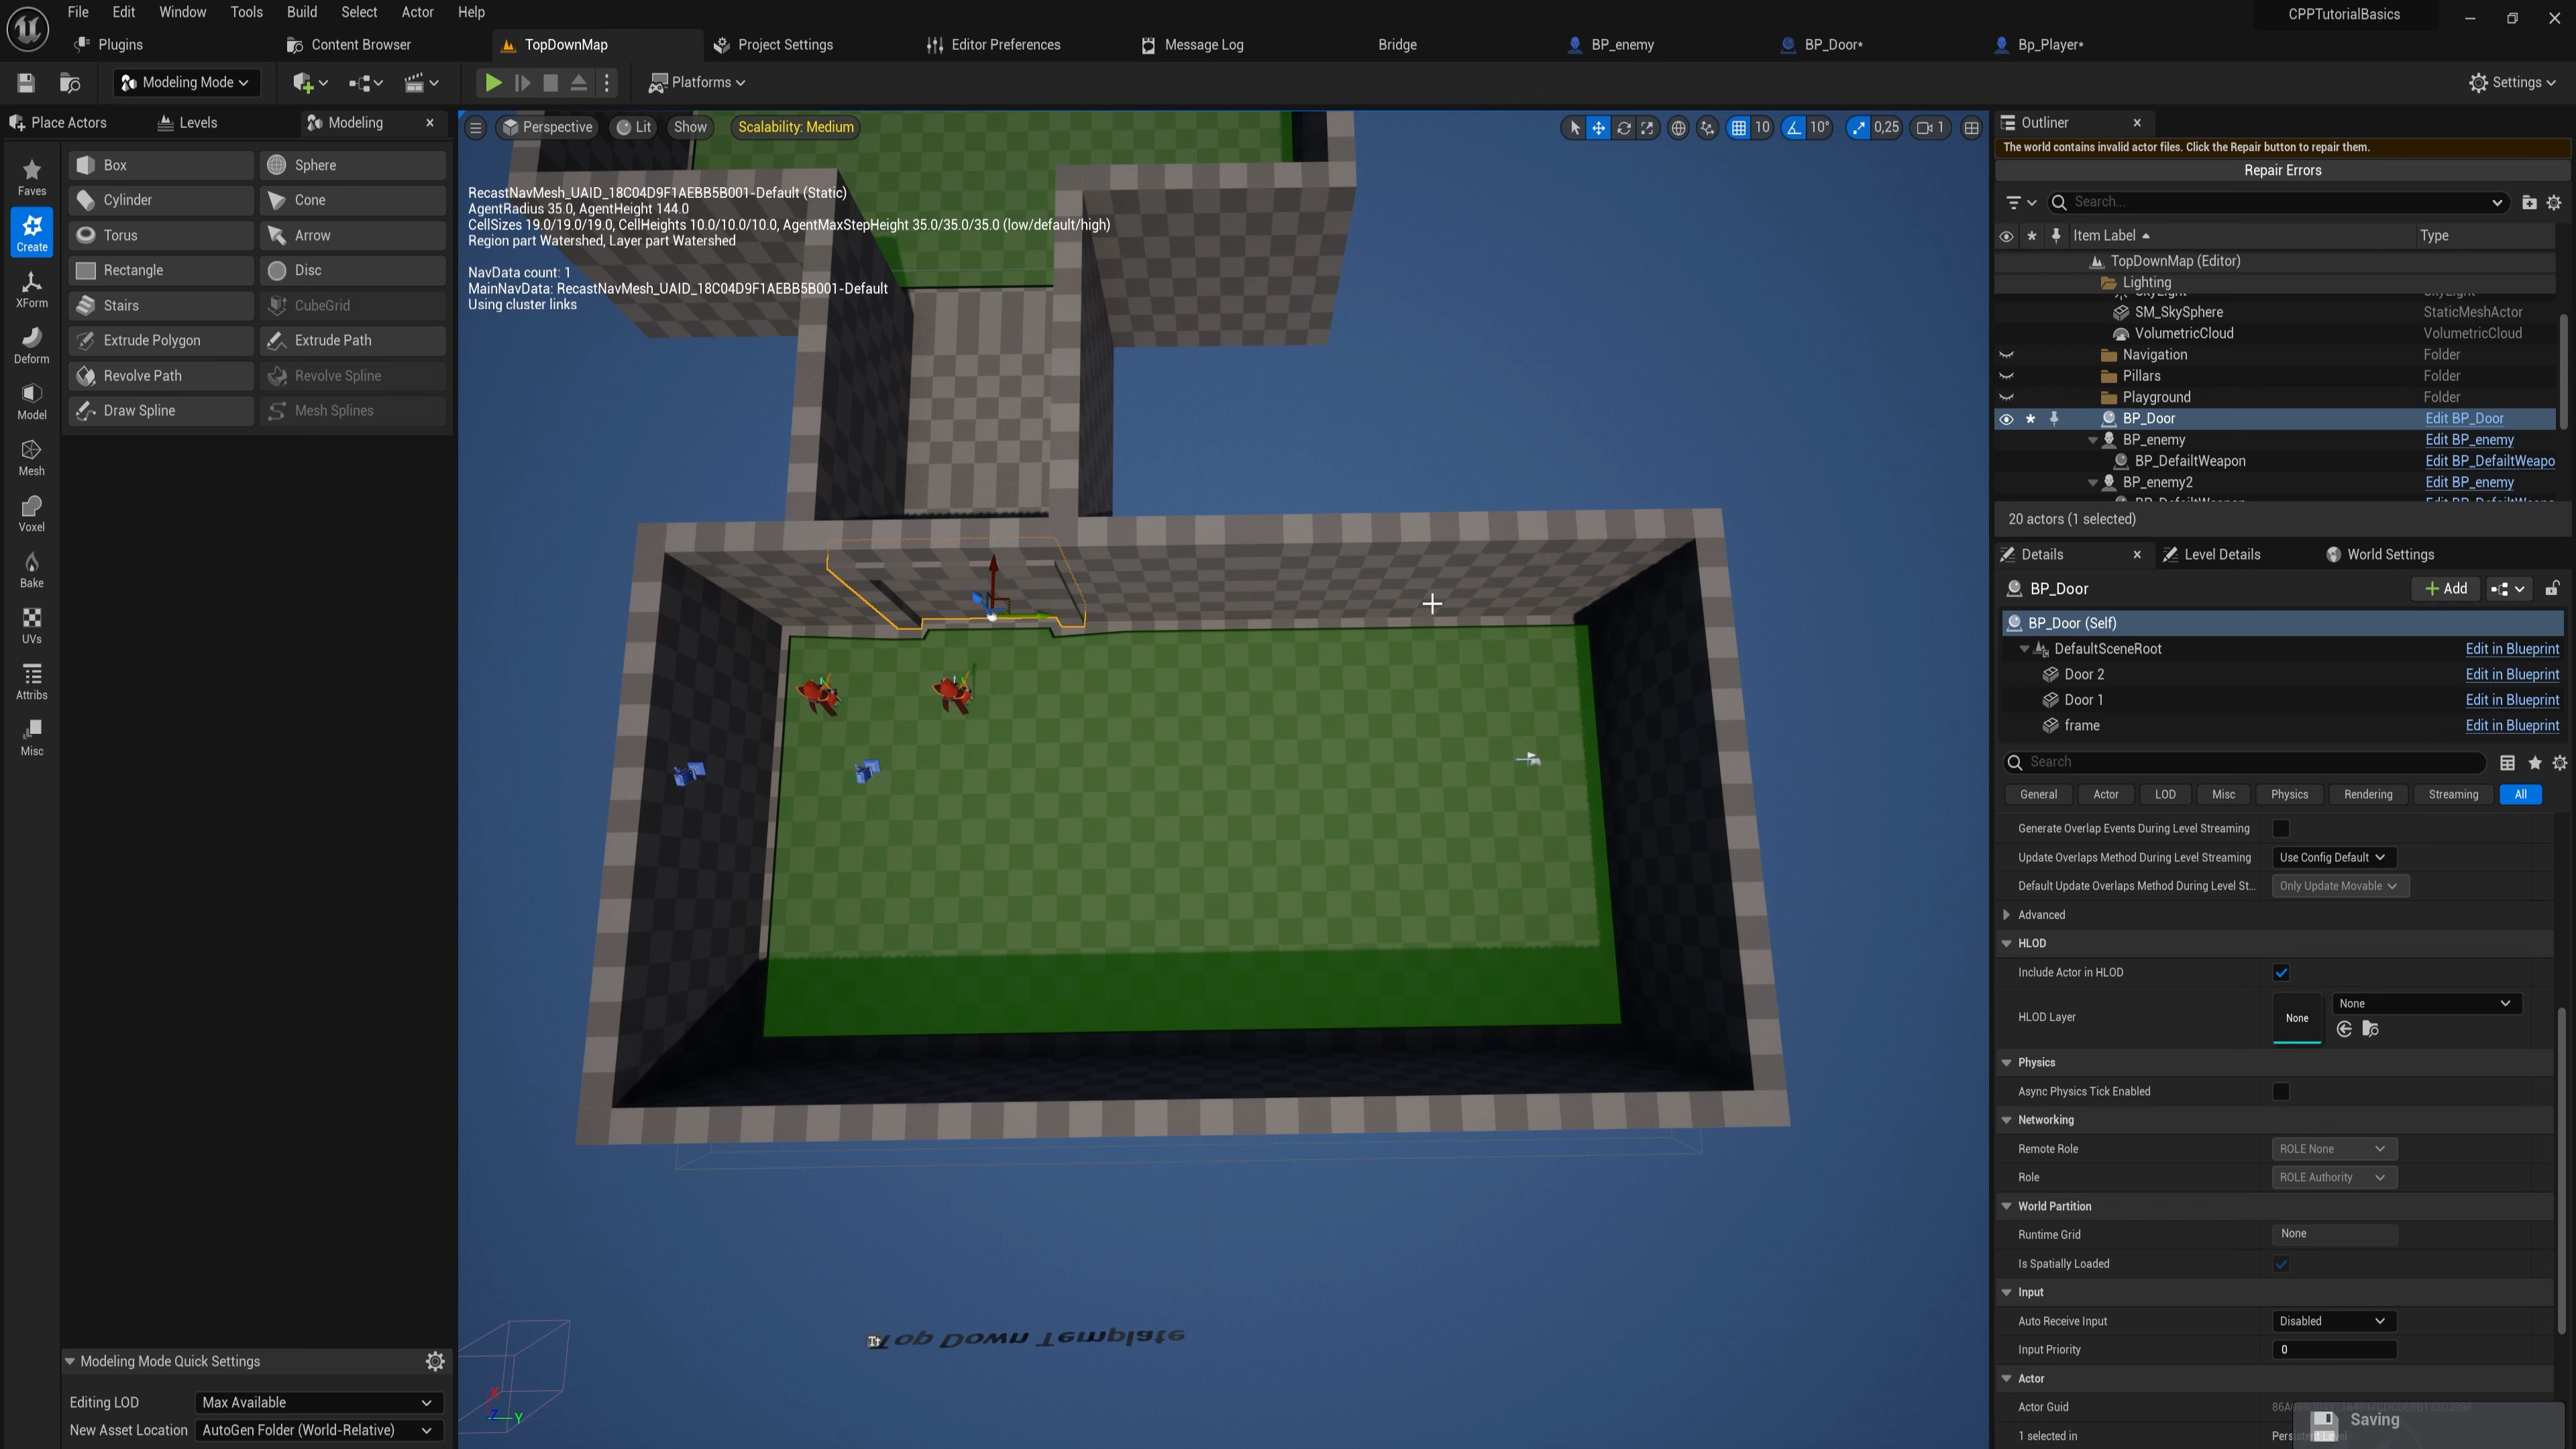 File Edit Window Tools Build Select Actor Help
CPPTutorialBasics
Plugins Content Browser TopDownMap Project Settings Editor Preferences Message Log Bridge BP_enemy BP_Door* Bp_Player*
Modeling Mode Platforms Settings
Place Actors Levels Modeling
Perspective Lit Show Scalability: Medium 10 10° 0,25 1
Outliner
The world contains invalid actor files. Click the Repair button to repair them.
Repair Errors
Search...
Item Label Type
TopDownMap (Editor)
Lighting
SkyLight SkyLight
SM_SkySphere StaticMeshActor
VolumetricCloud VolumetricCloud
Navigation Folder
Pillars Folder
Playground Folder
BP_Door Edit BP_Door
BP_enemy Edit BP_enemy
BP_DefailtWeapon Edit BP_DefailtWeapo
BP_enemy2 Edit BP_enemy
20 actors (1 selected)
Faves
Create
XForm
Deform
Model
Mesh
Voxel
Bake
UVs
Attribs
Misc
Box Sphere
Cylinder Cone
Torus Arrow
Rectangle Disc
Stairs CubeGrid
Extrude Polygon Extrude Path
Revolve Path Revolve Spline
Draw Spline Mesh Splines
RecastNavMesh_UAID_18C04D9F1AEBB5B001-Default (Static)
AgentRadius 35.0, AgentHeight 144.0
CellSizes 19.0/19.0/19.0, CellHeights 10.0/10.0/10.0, AgentMaxStepHeight 35.0/35.0/35.0 (low/default/high)
Region part Watershed, Layer part Watershed
NavData count: 1
MainNavData: RecastNavMesh_UAID_18C04D9F1AEBB5B001-Default
Using cluster links
Top Down Template
X
Z Y
Details Level Details World Settings
BP_Door Add
BP_Door (Self)
DefaultSceneRoot Edit in Blueprint
Door 2 Edit in Blueprint
Door 1 Edit in Blueprint
frame Edit in Blueprint
Search
General Actor LOD Misc Physics Rendering Streaming All
Generate Overlap Events During Level Streaming
Update Overlaps Method During Level Streaming Use Config Default
Default Update Overlaps Method During Level St... Only Update Movable
Advanced
HLOD
Include Actor in HLOD
HLOD Layer None None
Physics
Async Physics Tick Enabled
Networking
Remote Role ROLE None
Role ROLE Authority
World Partition
Runtime Grid None
Is Spatially Loaded
Input
Auto Receive Input Disabled
Input Priority 0
Actor
Actor Guid
1 selected in
Saving
Modeling Mode Quick Settings
Editing LOD Max Available
New Asset Location AutoGen Folder (World-Relative)